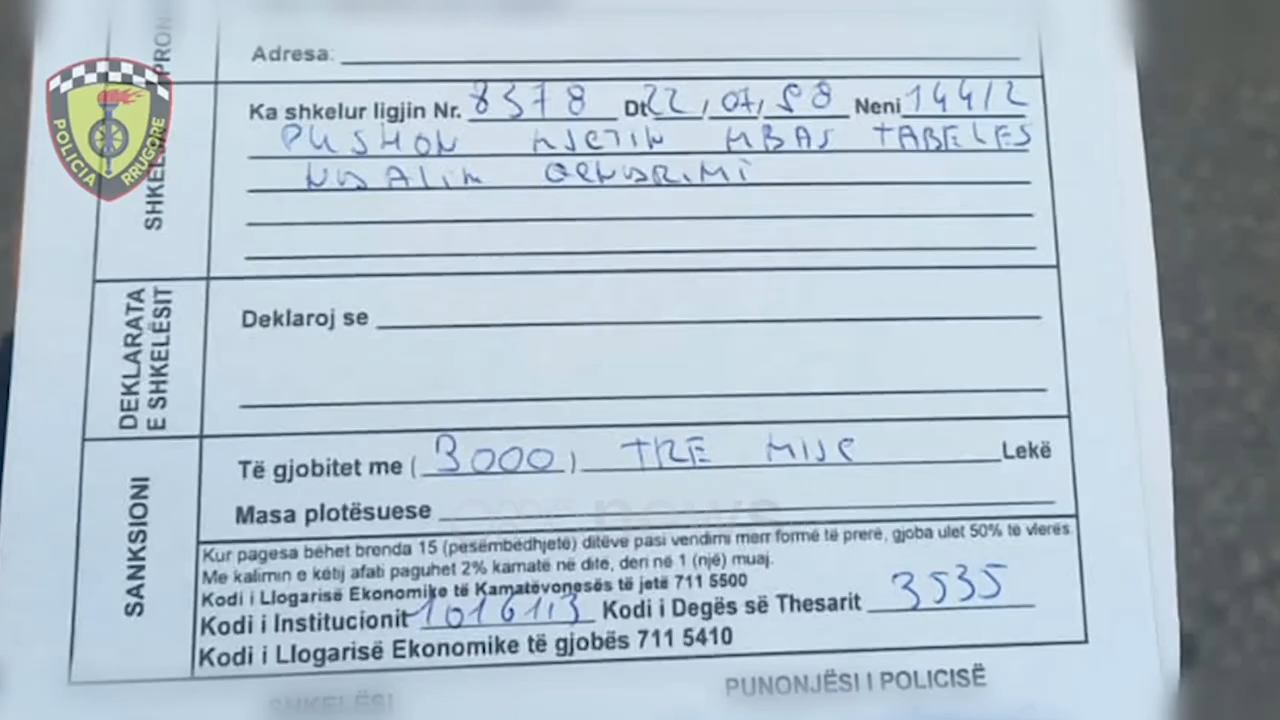 POLICIA RRUGORE
Adresa:
SHKELJA
Ka shkelur ligjin Nr. 8378 Dt 22/07/98 Neni 144/2
PUSHON MJETIN MBAS TABELES
NDALIM QENDRIMI
DEKLARATA
E SHKELËSIT
Deklaroj se
SANKSIONI
Të gjobitet me (3000) TRE MIJE Lekë
Masa plotësuese
news
Kur pagesa bëhet brenda 15 (pesëmbëdhjetë) ditëve pasi vendimi merr formë të prerë, gjoba ulet 50% të vlerës
Me kalimin e këtij afati paguhet 2% kamatë në ditë, deri në 1 (një) muaj.
Kodi i Llogarisë Ekonomike të Kamatëvonesës të jetë 711 5500
Kodi i Institucionit 1016113 Kodi i Degës së Thesarit 3535
Kodi i Llogarisë Ekonomike të gjobës 711 5410
SHKELËSI
PUNONJËSI I POLICISË